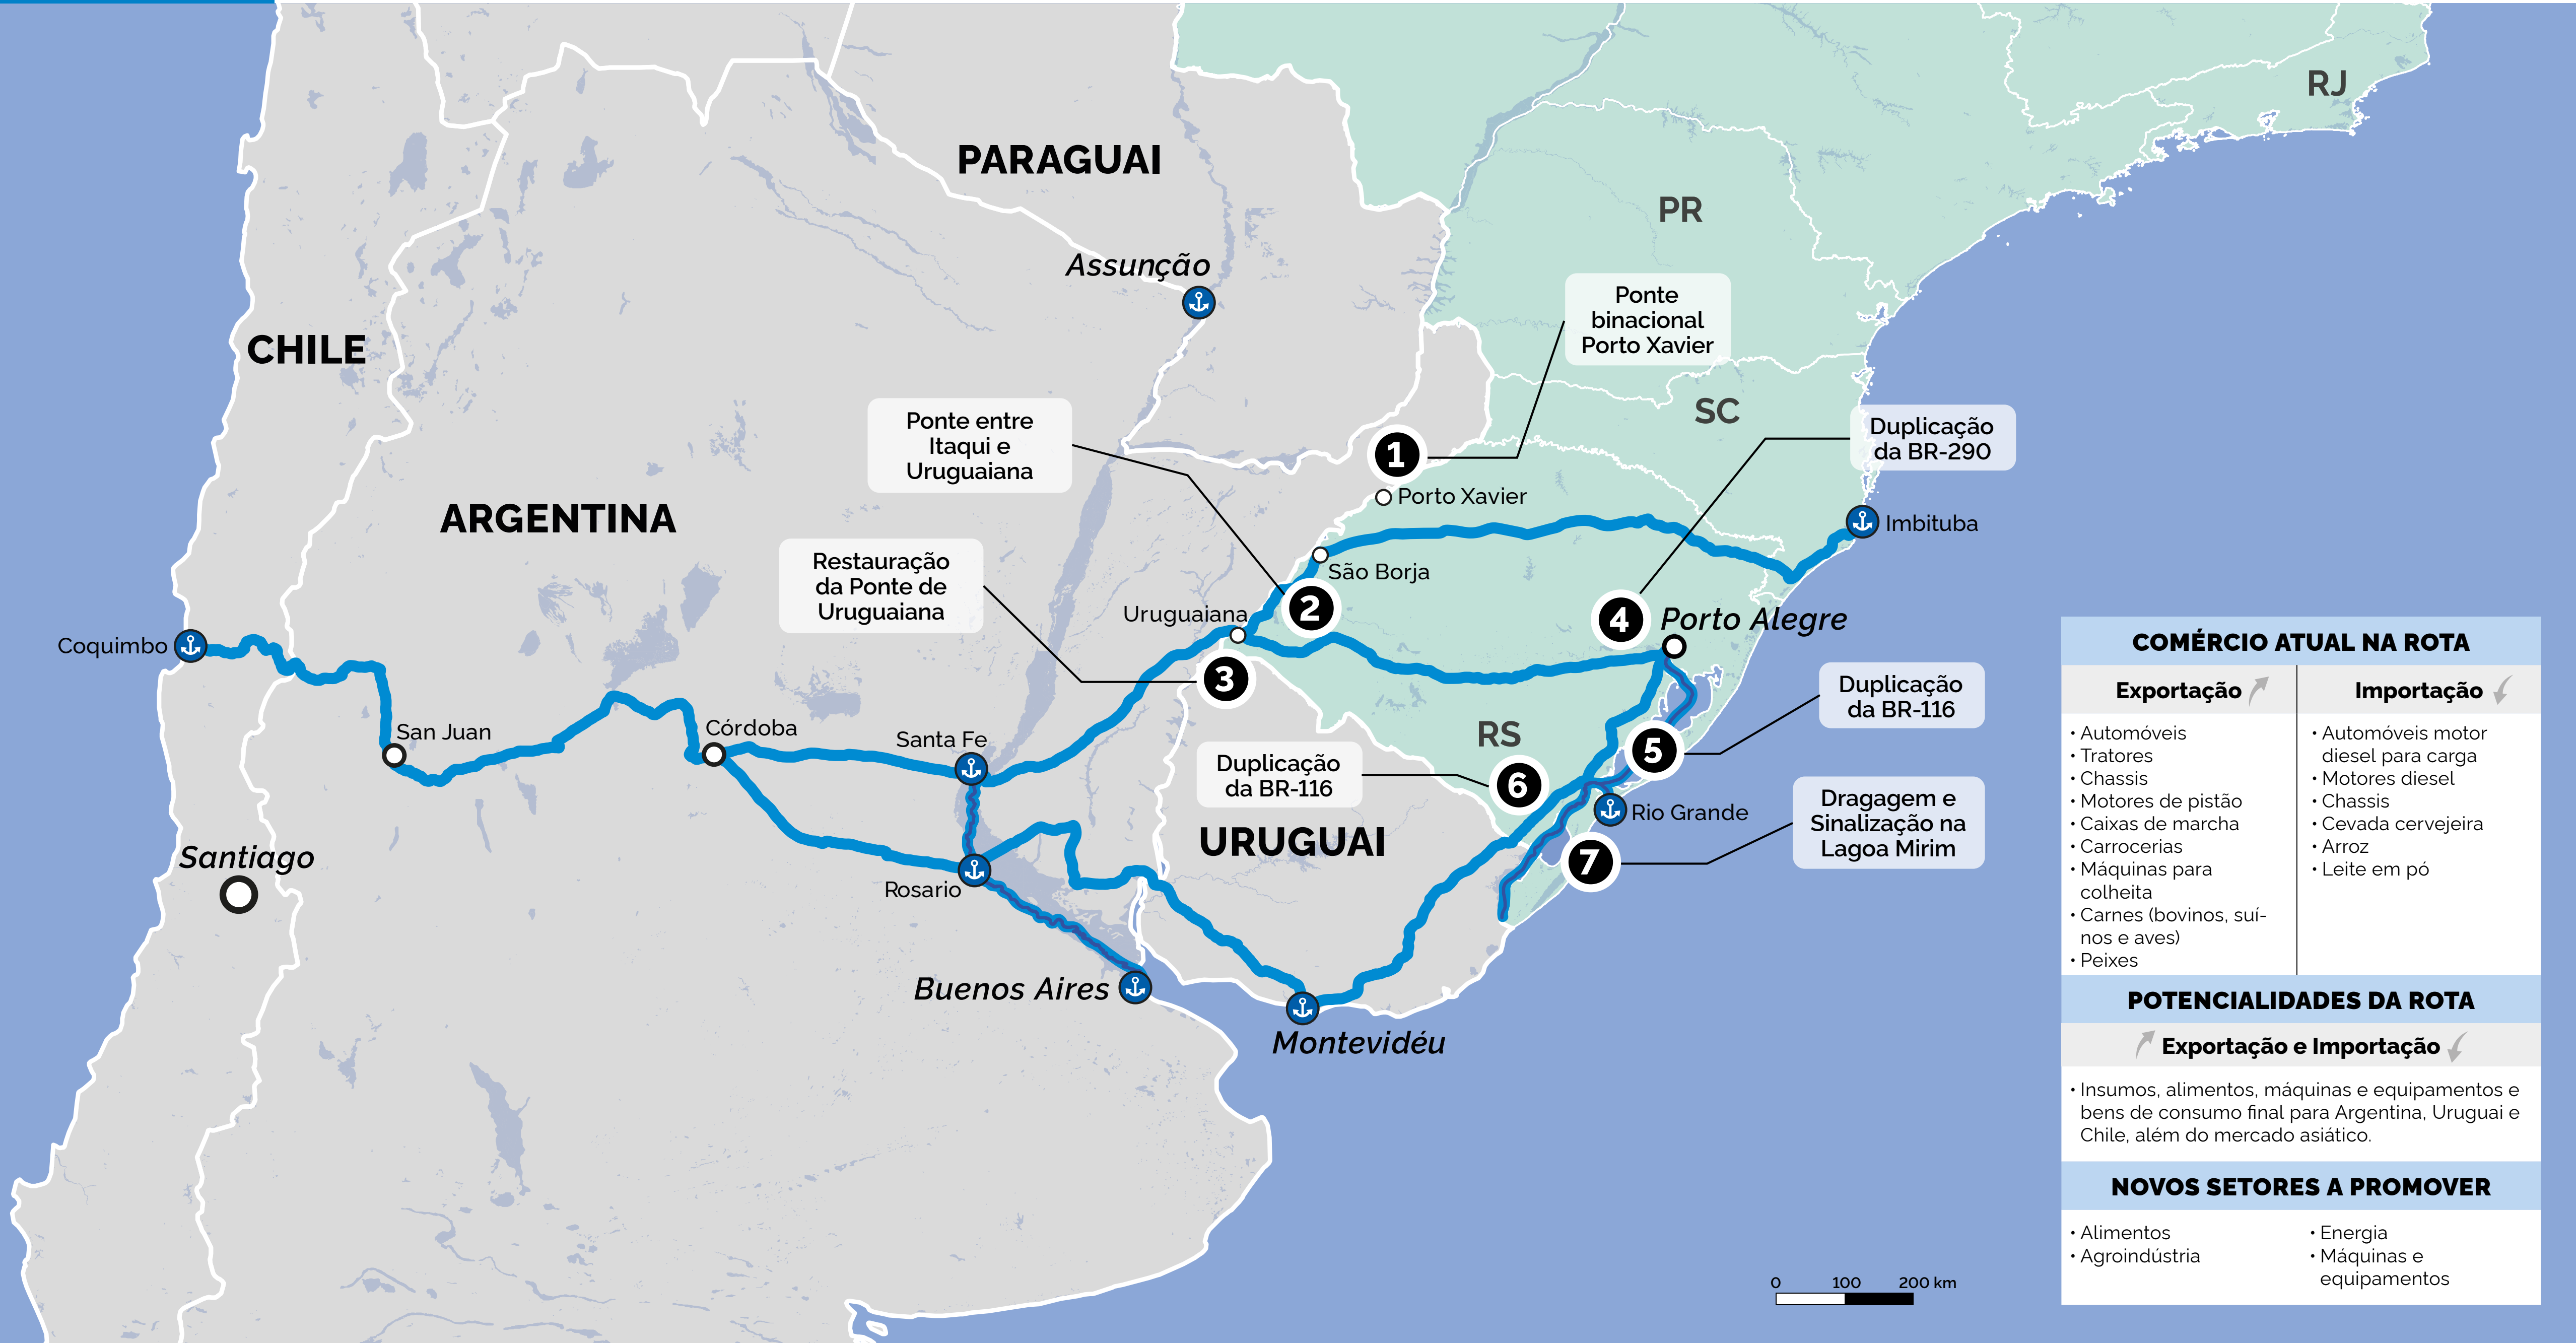 RJ
PARAGUAI
PR
Assunção
CHILE
Ponte
binacional
Porto Xavier
SC
Ponte entre
Itaqui e
Uruguaiana
Duplicação
da BR-290
1
Porto Xavier
ARGENTINA
Imbituba
Restauração
da Ponte de
Uruguaiana
São Borja
2
Uruguaiana
4
Porto Alegre
Coquimbo
3
Duplicação
da BR-116
San Juan
Córdoba
Santa Fe
RS
5
Duplicação
da BR-116
6
Rio Grande
Dragagem e
Sinalização na
Lagoa Mirim
URUGUAI
7
Santiago
Rosario
Buenos Aires
Montevidéu
COMÉRCIO ATUAL NA ROTA
Exportação
• Automóveis
• Tratores
• Chassis
• Motores de pistão
• Caixas de marcha
• Carrocerias
• Máquinas para
colheita
• Carnes (bovinos, suí-
nos e aves)
• Peixes
Importação
• Automóveis motor
diesel para carga
• Motores diesel
• Chassis
• Cevada cervejeira
• Arroz
• Leite em pó
POTENCIALIDADES DA ROTA
Exportação e Importação
• Insumos, alimentos, máquinas e equipamentos e
bens de consumo final para Argentina, Uruguai e
Chile, além do mercado asiático.
NOVOS SETORES A PROMOVER
• Alimentos
• Agroindústria
• Energia
• Máquinas e
equipamentos
0 100 200 km